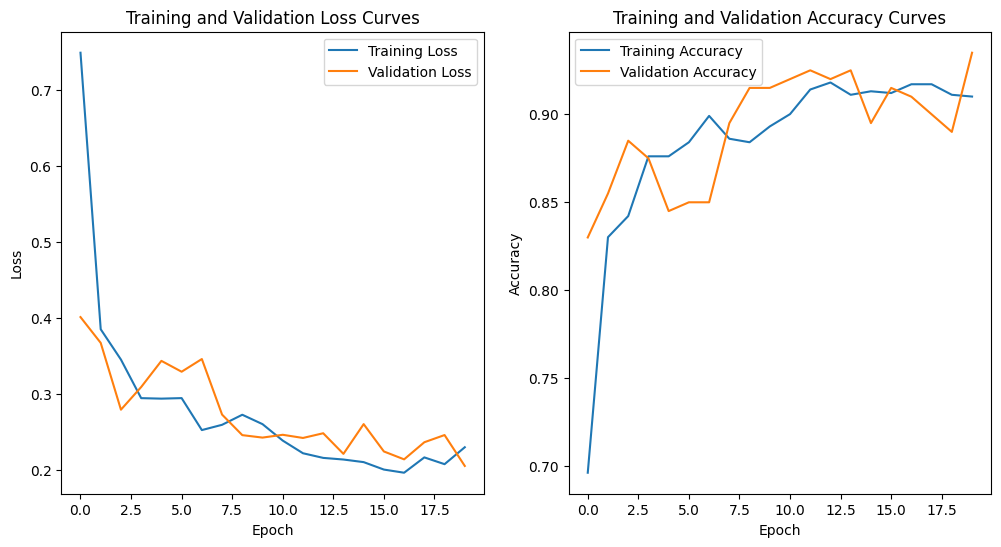 Training and Validation Loss Curves
Training Loss
Validation Loss
0.7
0.6
0.5
0.4
0.3
0.2
Loss
0.0 2.5 5.0 7.5 10.0 12.5 15.0 17.5
Epoch
Training and Validation Accuracy Curves
Training Accuracy
Validation Accuracy
0.90
0.85
0.80
0.75
0.70
Accuracy
0.0 2.5 5.0 7.5 10.0 12.5 15.0 17.5
Epoch